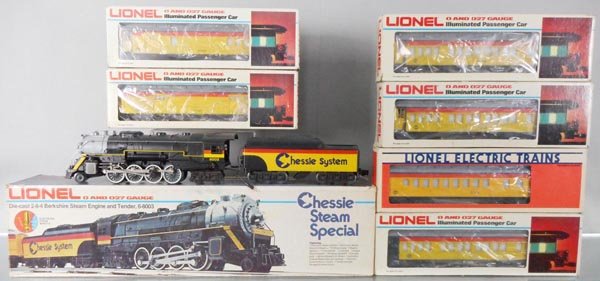 LIONEL O AND O27 GAUGE
Illuminated Passenger Car
LIONEL O AND O27 GAUGE
Illuminated Passenger Car
8003
Chessie System
LIONEL O AND O27 GAUGE
Die-cast 2-8-4 Berkshire Steam Engine and Tender, 6-8003
Chessie
Steam
Special
Chessie System
LIONEL O AND O27 GAUGE
Illuminated Passenger Car
LIONEL O AND O27 GAUGE
Illuminated Passenger Car
LIONEL ELECTRIC TRAINS
LIONEL O AND O27 GAUGE
Illuminated Passenger Car